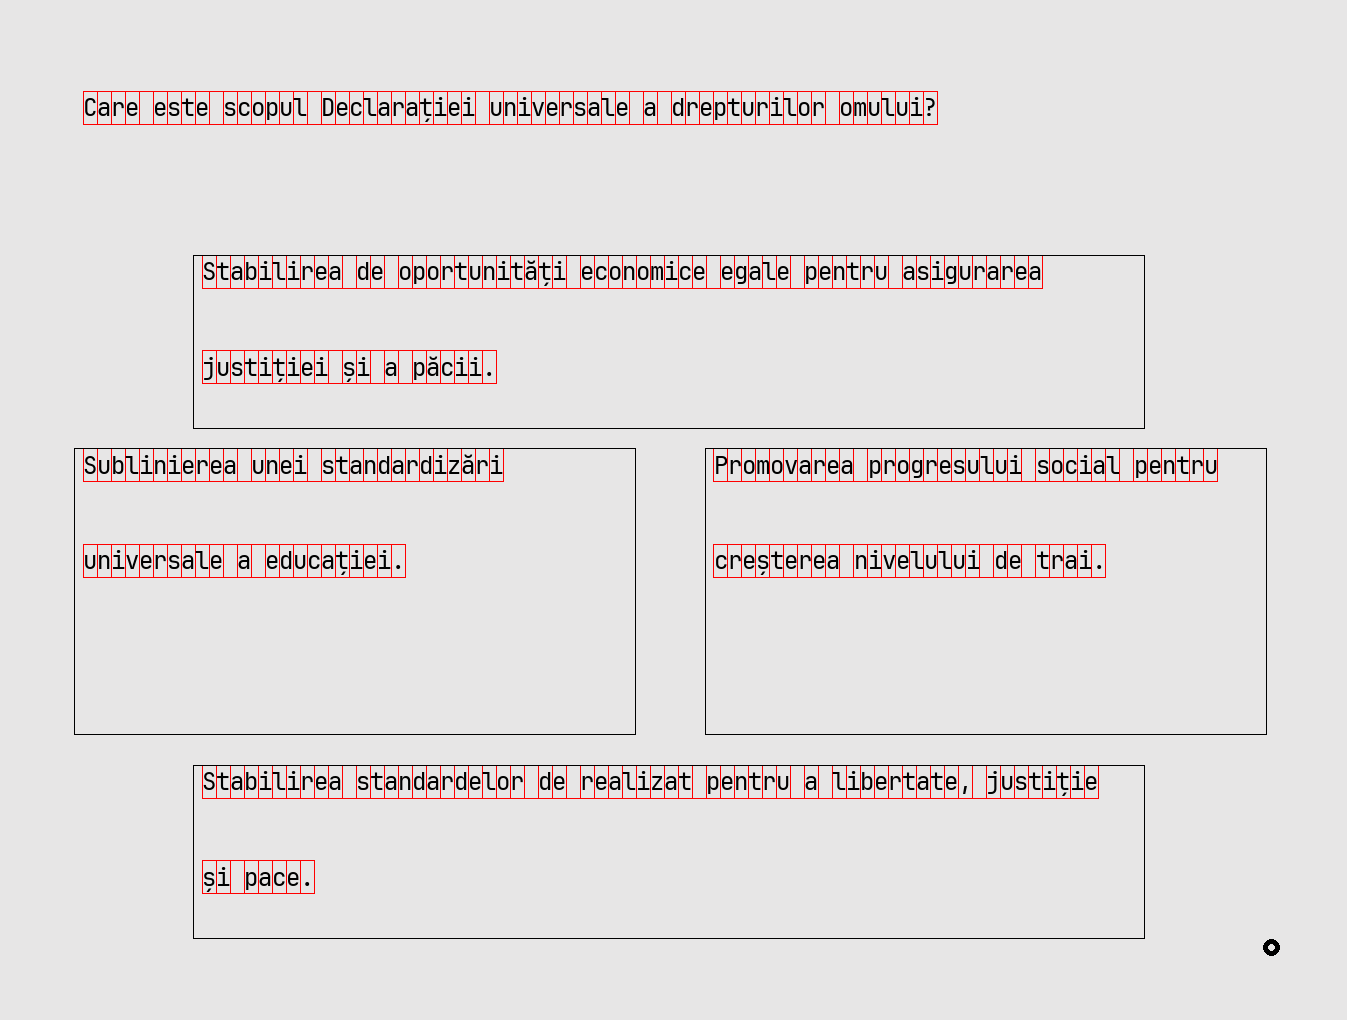 Care este scopul Declarației universale a drepturilor omului?
Stabilirea de oportunități economice egale pentru asigurarea
justiției și a păcii.
Sublinierea unei standardizări
universale a educației.
Promovarea progresului social pentru
creșterea nivelului de trai.
Stabilirea standardelor de realizat pentru a libertate, justiție
și pace.